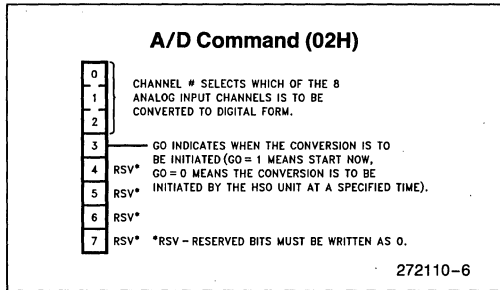 A/D Command (02H)
0
1
2
CHANNEL # SELECTS WHICH OF THE 8
ANALOG INPUT CHANNELS IS TO BE
CONVERTED TO DIGITAL FORM.
3
GO INDICATES WHEN THE CONVERSION IS TO
BE INITIATED (GO = 1 MEANS START NOW,
GO = 0 MEANS THE CONVERSION IS TO BE
INITIATED BY THE HSO UNIT AT A SPECIFIED TIME).
4 RSV*
5 RSV*
6 RSV*
7 RSV* *RSV – RESERVED BITS MUST BE WRITTEN AS 0.
272110-6